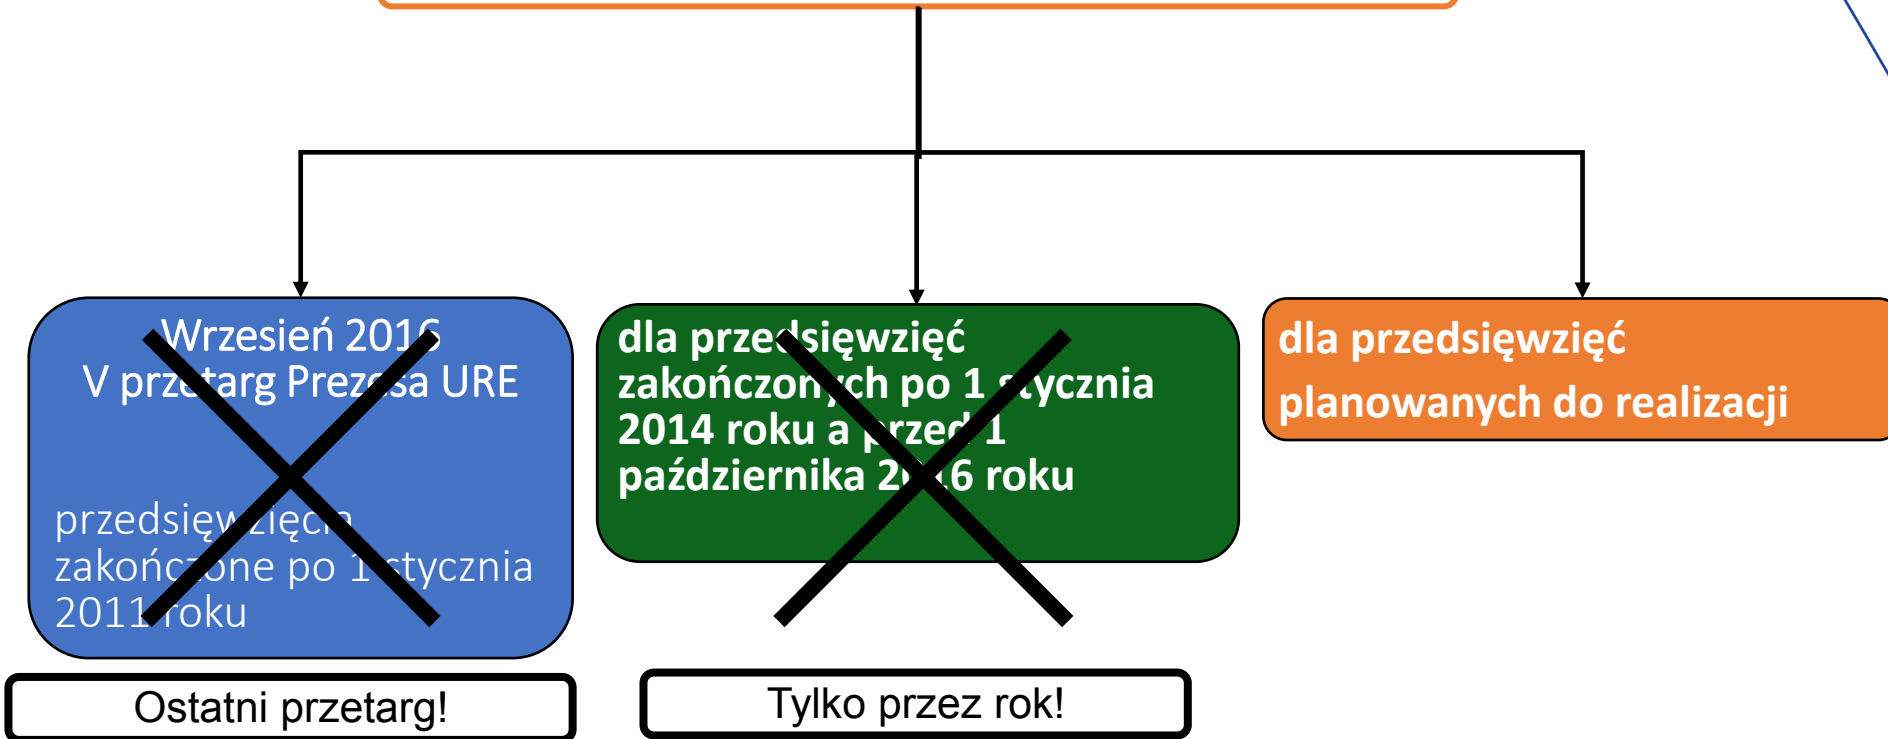 Wrzesień 2016
V przetarg Prezesa URE
przedsięwzięcia
zakończone po 1 stycznia
2011 roku
Ostatni przetarg!
dla przedsięwzięć
zakończonych po 1 stycznia
2014 roku a przed 1
października 2016 roku
Tylko przez rok!
dla przedsięwzięć
planowanych do realizacji